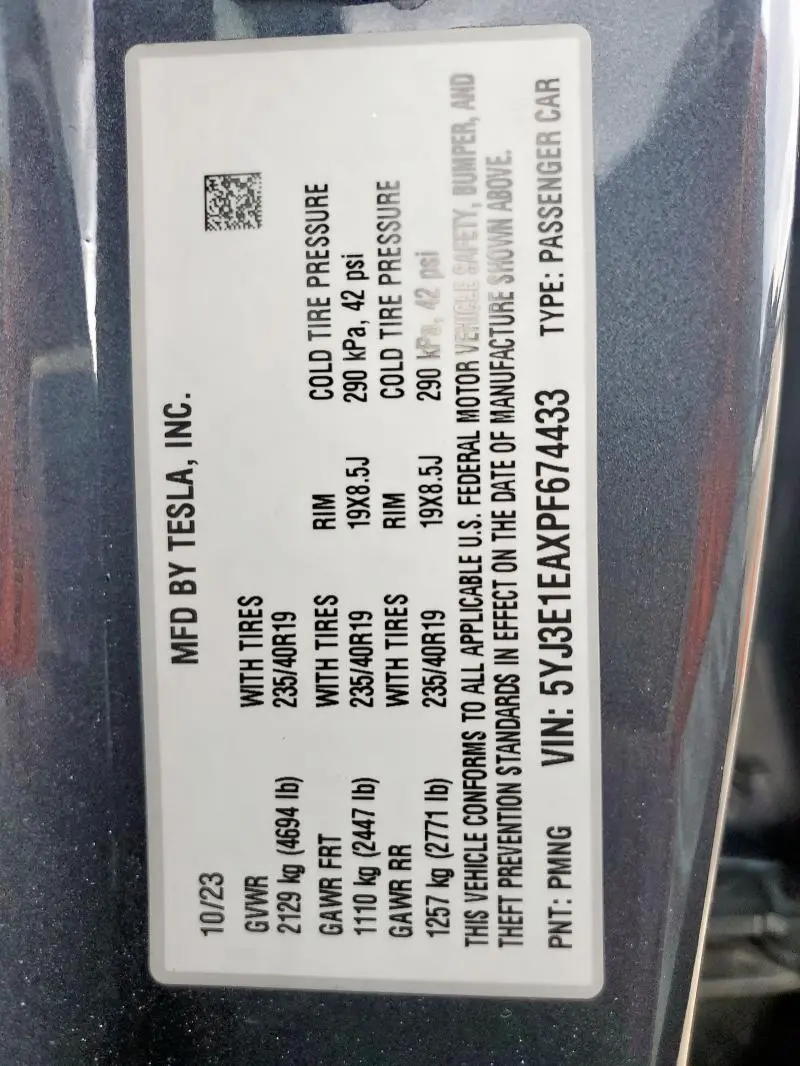 MFD BY TESLA, INC.
10/23
GVWR WITH TIRES
2129 kg (4694 lb) 235/40R19
GAWR FRT WITH TIRES RIM COLD TIRE PRESSURE
1110 kg (2447 lb) 235/40R19 19X8.5J 290 kPa, 42 psi
GAWR RR WITH TIRES RIM COLD TIRE PRESSURE
1257 kg (2771 lb) 235/40R19 19X8.5J 290 kPa, 42 psi
THIS VEHICLE CONFORMS TO ALL APPLICABLE U.S. FEDERAL MOTOR VEHICLE SAFETY, BUMPER, AND
THEFT PREVENTION STANDARDS IN EFFECT ON THE DATE OF MANUFACTURE SHOWN ABOVE.
PNT: PMNG VIN: 5YJ3E1EAXPF674433 TYPE: PASSENGER CAR